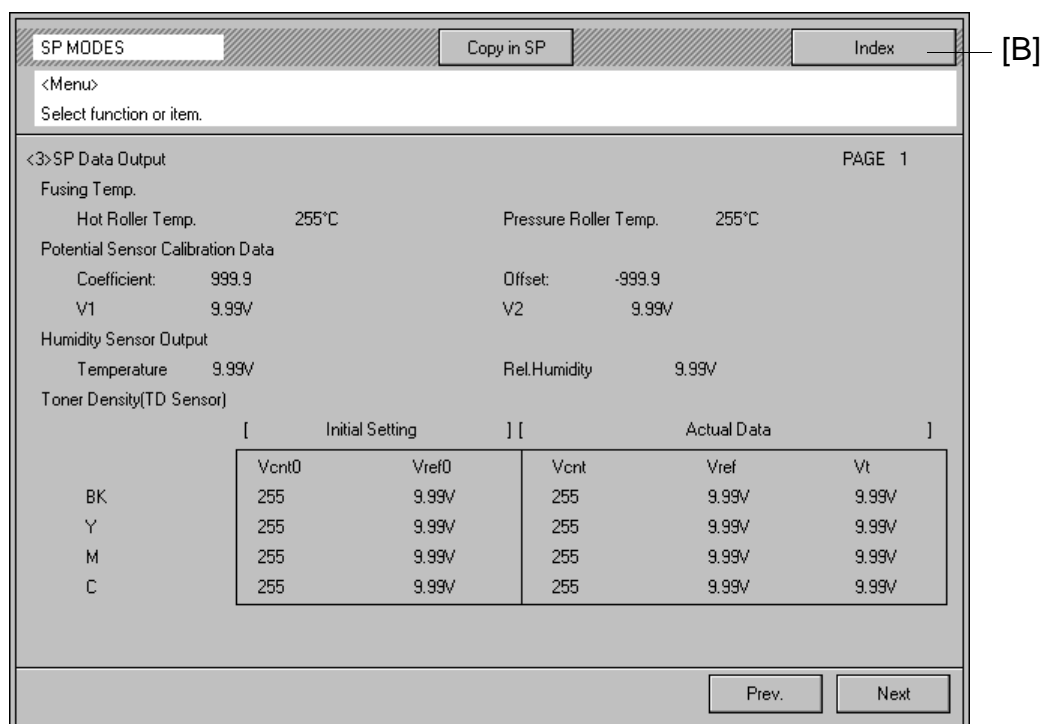 SP MODES Copy in SP Index [B]
<Menu>
Select function or item.
<3>SP Data Output PAGE 1
Fusing Temp.
Hot Roller Temp. 255°C Pressure Roller Temp. 255°C
Potential Sensor Calibration Data
Coefficient: 999.9 Offset: -999.9
V1 9.99V V2 9.99V
Humidity Sensor Output
Temperature 9.99V Rel.Humidity 9.99V
Toner Density(TD Sensor)
[ Initial Setting ] [ Actual Data ]
Vcnt0 Vref0 Vcnt Vref Vt
BK 255 9.99V 255 9.99V 9.99V
Y 255 9.99V 255 9.99V 9.99V
M 255 9.99V 255 9.99V 9.99V
C 255 9.99V 255 9.99V 9.99V
Prev. Next